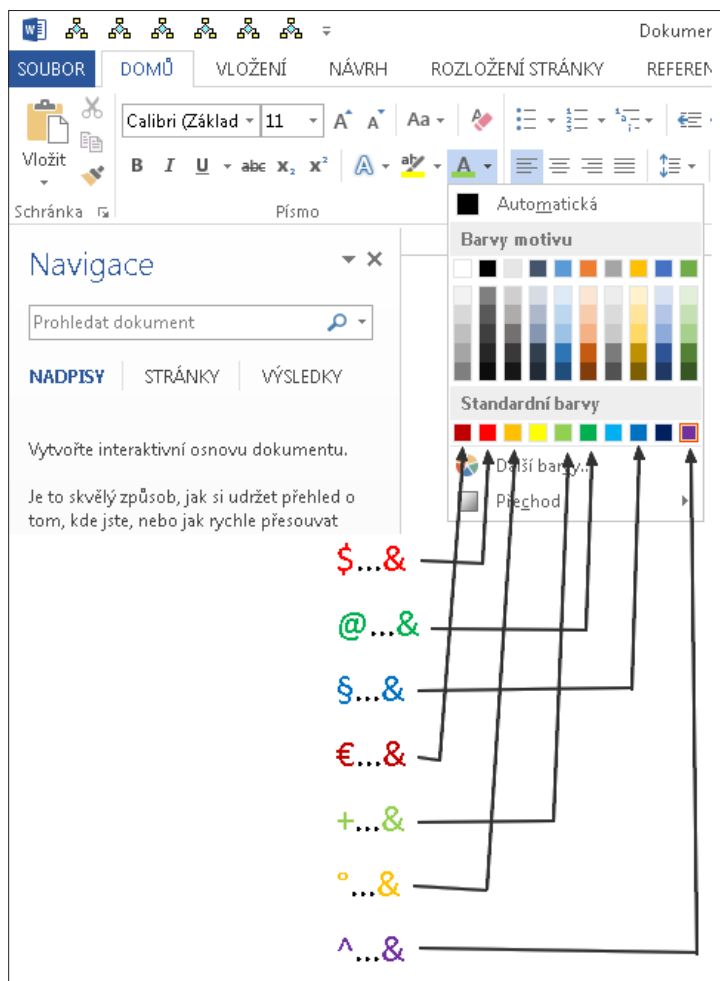 Dokumen
SOUBOR DOMŮ VLOŽENÍ NÁVRH ROZLOŽENÍ STRÁNKY REFEREN
Calibri (Základ 11 A A Aa
Vložit B I U abc X₂ X² A ab A
Schránka Písmo
Automatická
Barvy motivu
Navigace
Prohledat dokument
NADPISY STRÁNKY VÝSLEDKY
Standardní barvy
Vytvořte interaktivní osnovu dokumentu.
Další barvy...
Je to skvělý způsob, jak si udržet přehled o
tom, kde jste, nebo jak rychle přesouvat
Přechod
$...&
@...&
§...&
€...&
+...&
°...&
^...&